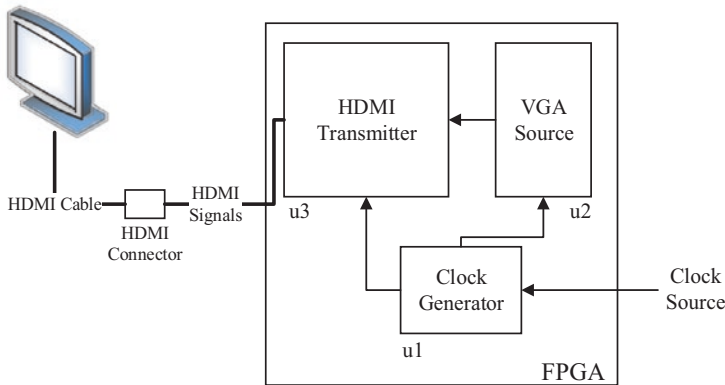 HDMI
Transmitter
VGA
Source
HDMI Cable
HDMI
Signals
HDMI
Connector
u3
u2
Clock
Generator
Clock
Source
u1
FPGA